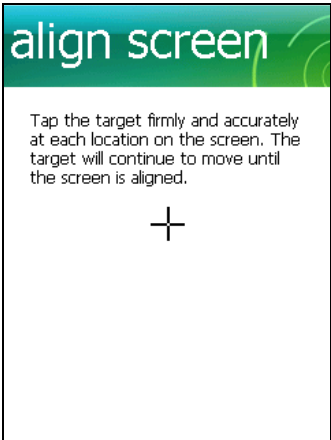 align screen
Tap the target firmly and accurately
at each location on the screen. The
target will continue to move until
the screen is aligned.